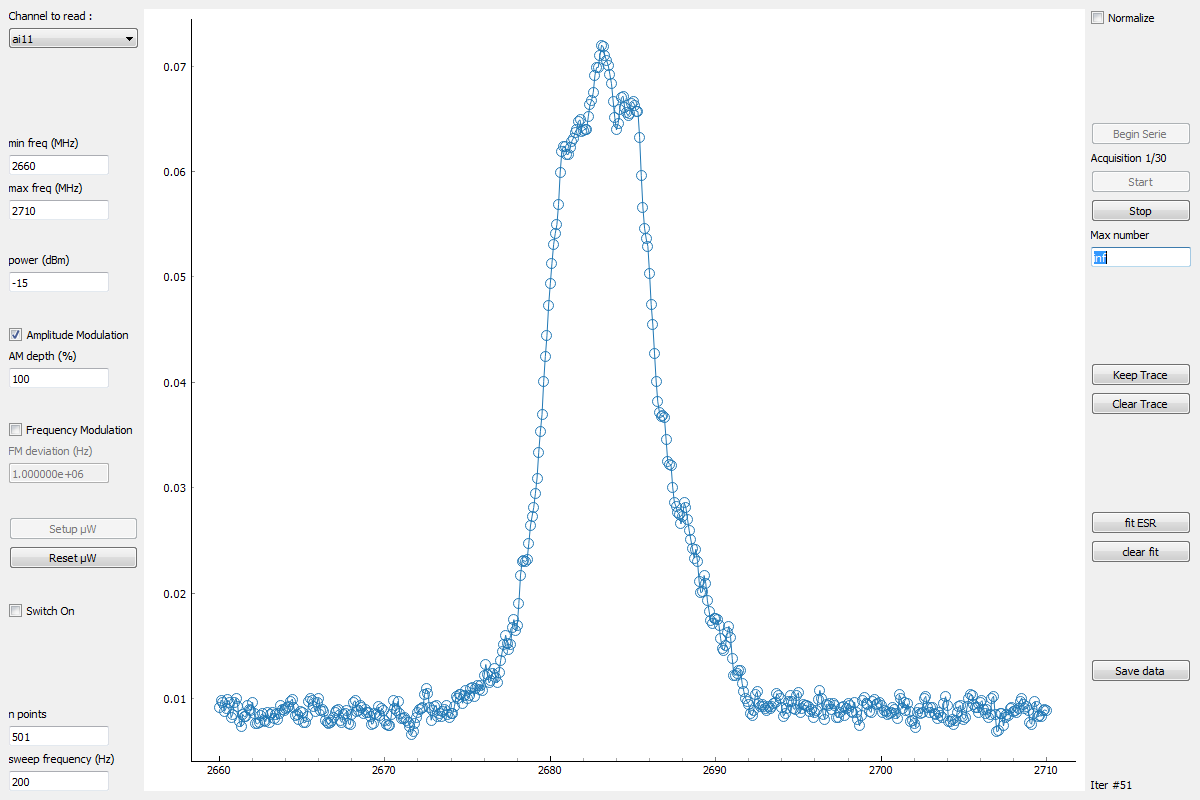 Channel to read :
ai11
min freq (MHz)
2660
max freq (MHz)
2710
power (dBm)
-15
Amplitude Modulation
AM depth (%)
100
Frequency Modulation
FM deviation (Hz)
1.000000e+06
Setup µW
Reset µW
Switch On
n points
501
sweep frequency (Hz)
200
0.07
0.06
0.05
0.04
0.03
0.02
0.01
2660 2670 2680 2690 2700 2710
Normalize
Begin Serie
Acquisition 1/30
Start
Stop
Max number
inf
Keep Trace
Clear Trace
fit ESR
clear fit
Save data
Iter #51